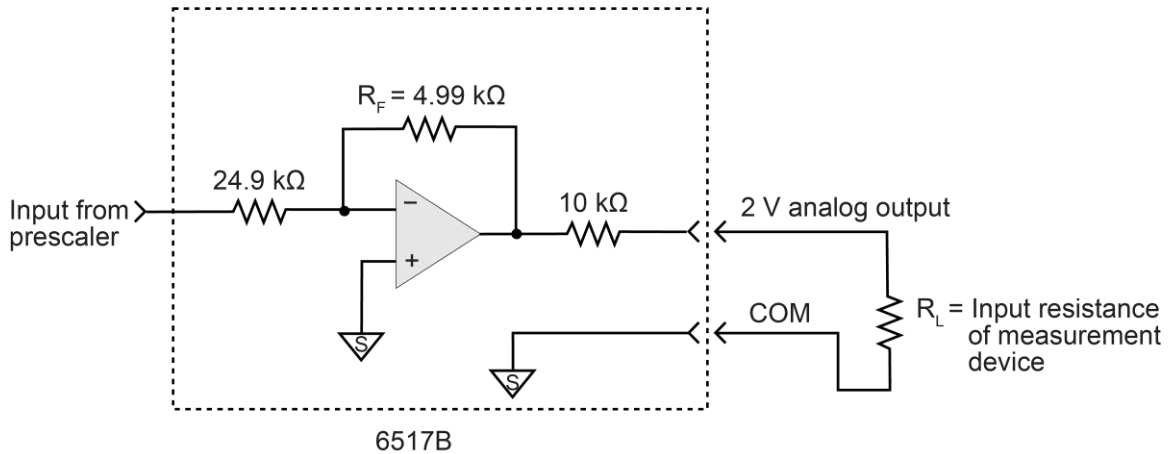 R_F = 4.99 kΩ
24.9 kΩ
Input from
prescaler
−
+
10 kΩ
2 V analog output
S
COM
S
R_L = Input resistance
of measurement
device
6517B